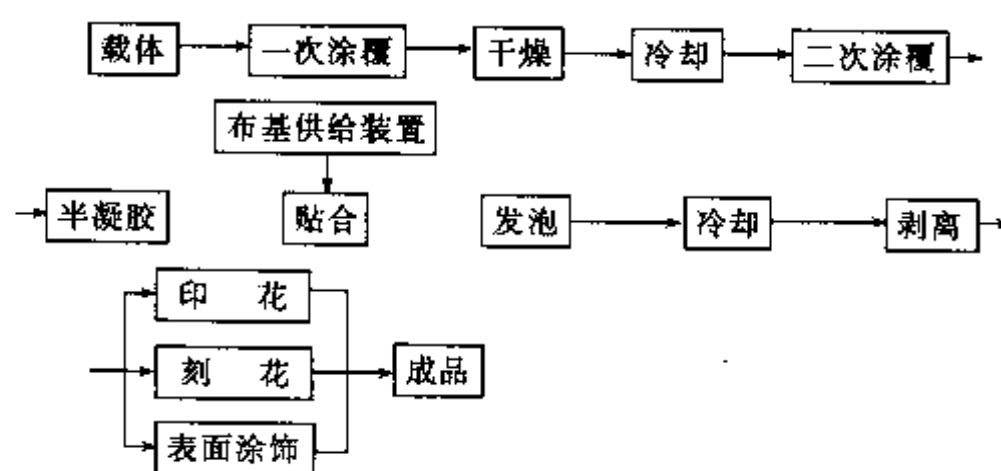 载体 一次涂覆 干燥 冷却 二次涂覆
布基供给装置
半凝胶 贴合 发泡 冷却 剥离
印 花
刻 花 成品
表面涂饰